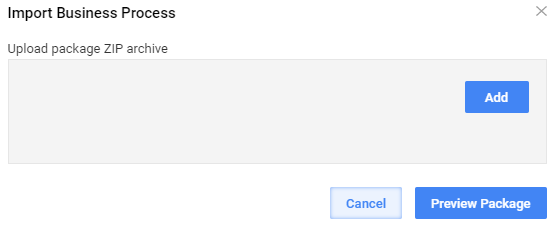 Import Business Process
Upload package ZIP archive
Add
Cancel
Preview Package